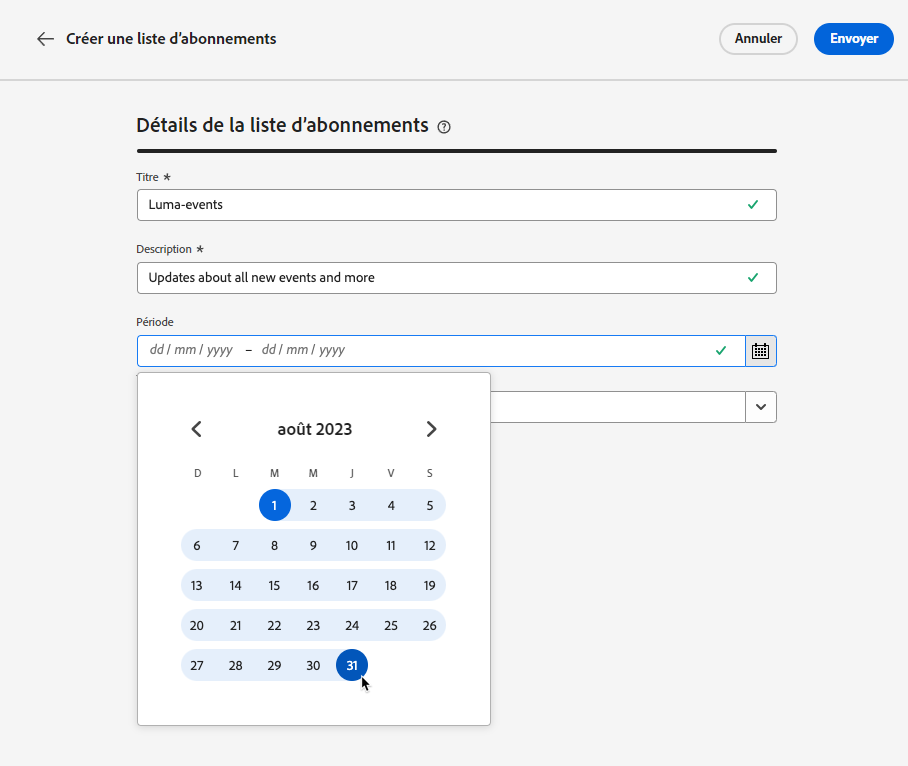 Créer une liste d’abonnements
Annuler
Envoyer
Détails de la liste d’abonnements ?
Titre *
Luma-events
Description *
Updates about all new events and more
Période
dd / mm / yyyy – dd / mm / yyyy
août 2023
D L M M J V S
1 2 3 4 5
6 7 8 9 10 11 12
13 14 15 16 17 18 19
20 21 22 23 24 25 26
27 28 29 30 31